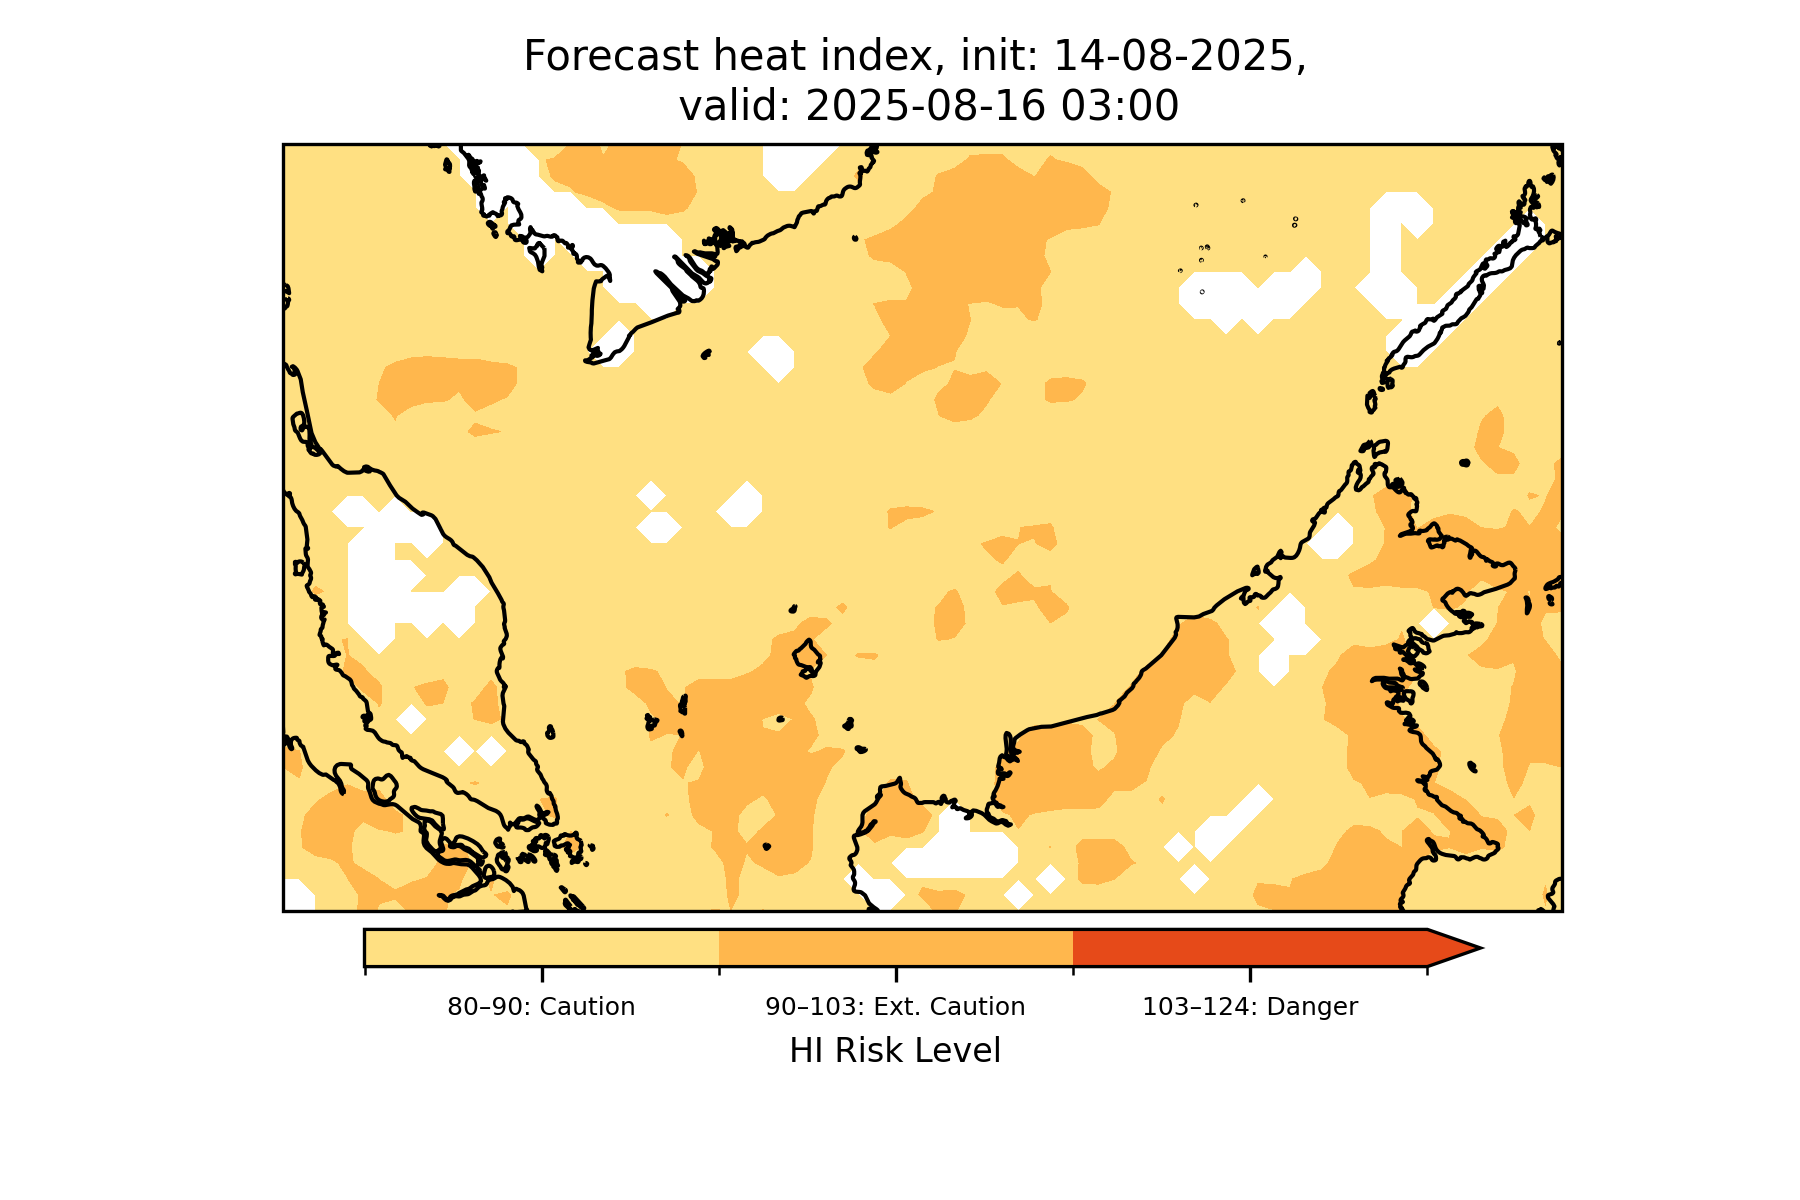 Forecast heat index, init: 14-08-2025,
valid: 2025-08-16 03:00
80–90: Caution
90–103: Ext. Caution
103–124: Danger
HI Risk Level